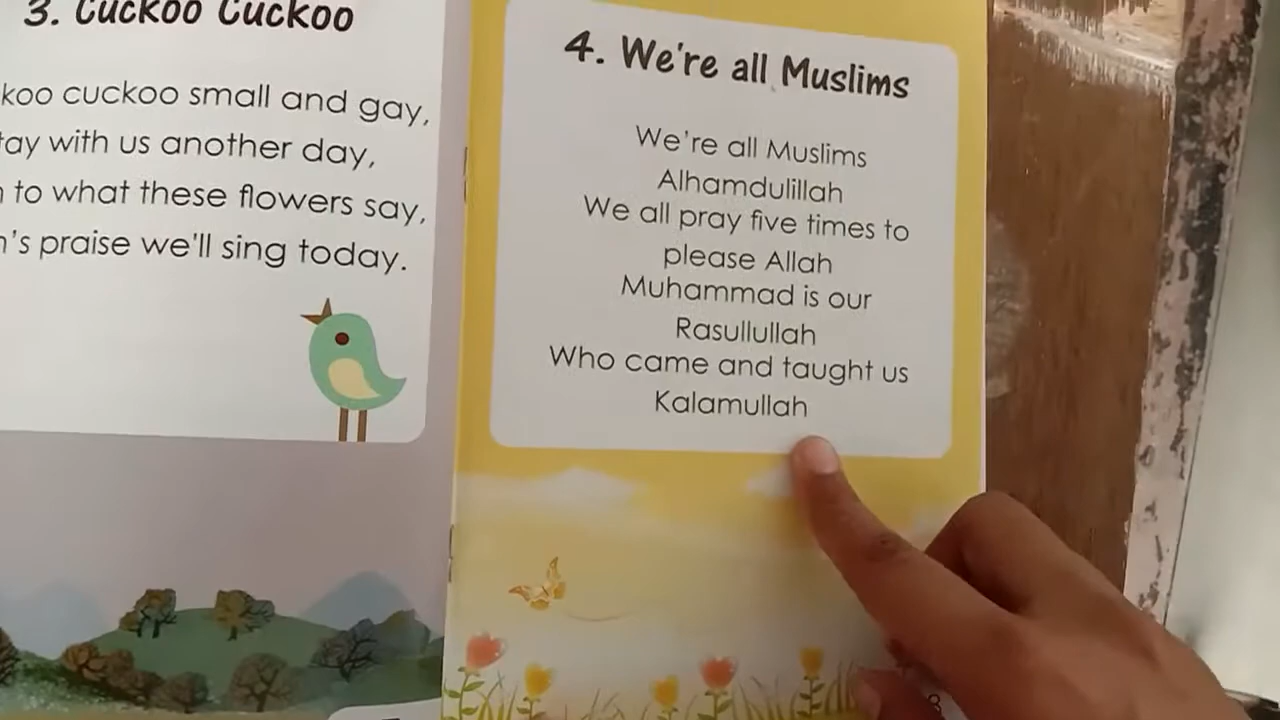 3. Cuckoo Cuckoo
cuckoo small and gay,
with us another day,
to what these flowers say,
praise we'll sing today.
4. We're all Muslims
We're all Muslims
Alhamdulillah
We all pray five times to
please Allah
Muhammad is our
Rasullullah
Who came and taught us
Kalamullah